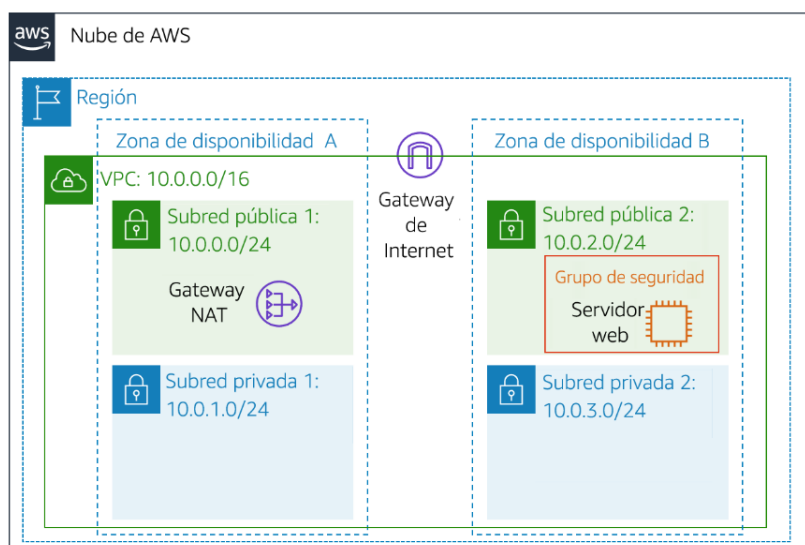 aws
Nube de AWS
Región
Zona de disponibilidad A
Zona de disponibilidad B
VPC: 10.0.0.0/16
Gateway
de
Internet
Subred pública 1:
10.0.0.0/24
Gateway
NAT
Subred pública 2:
10.0.2.0/24
Grupo de seguridad
Servidor
web
Subred privada 1:
10.0.1.0/24
Subred privada 2:
10.0.3.0/24